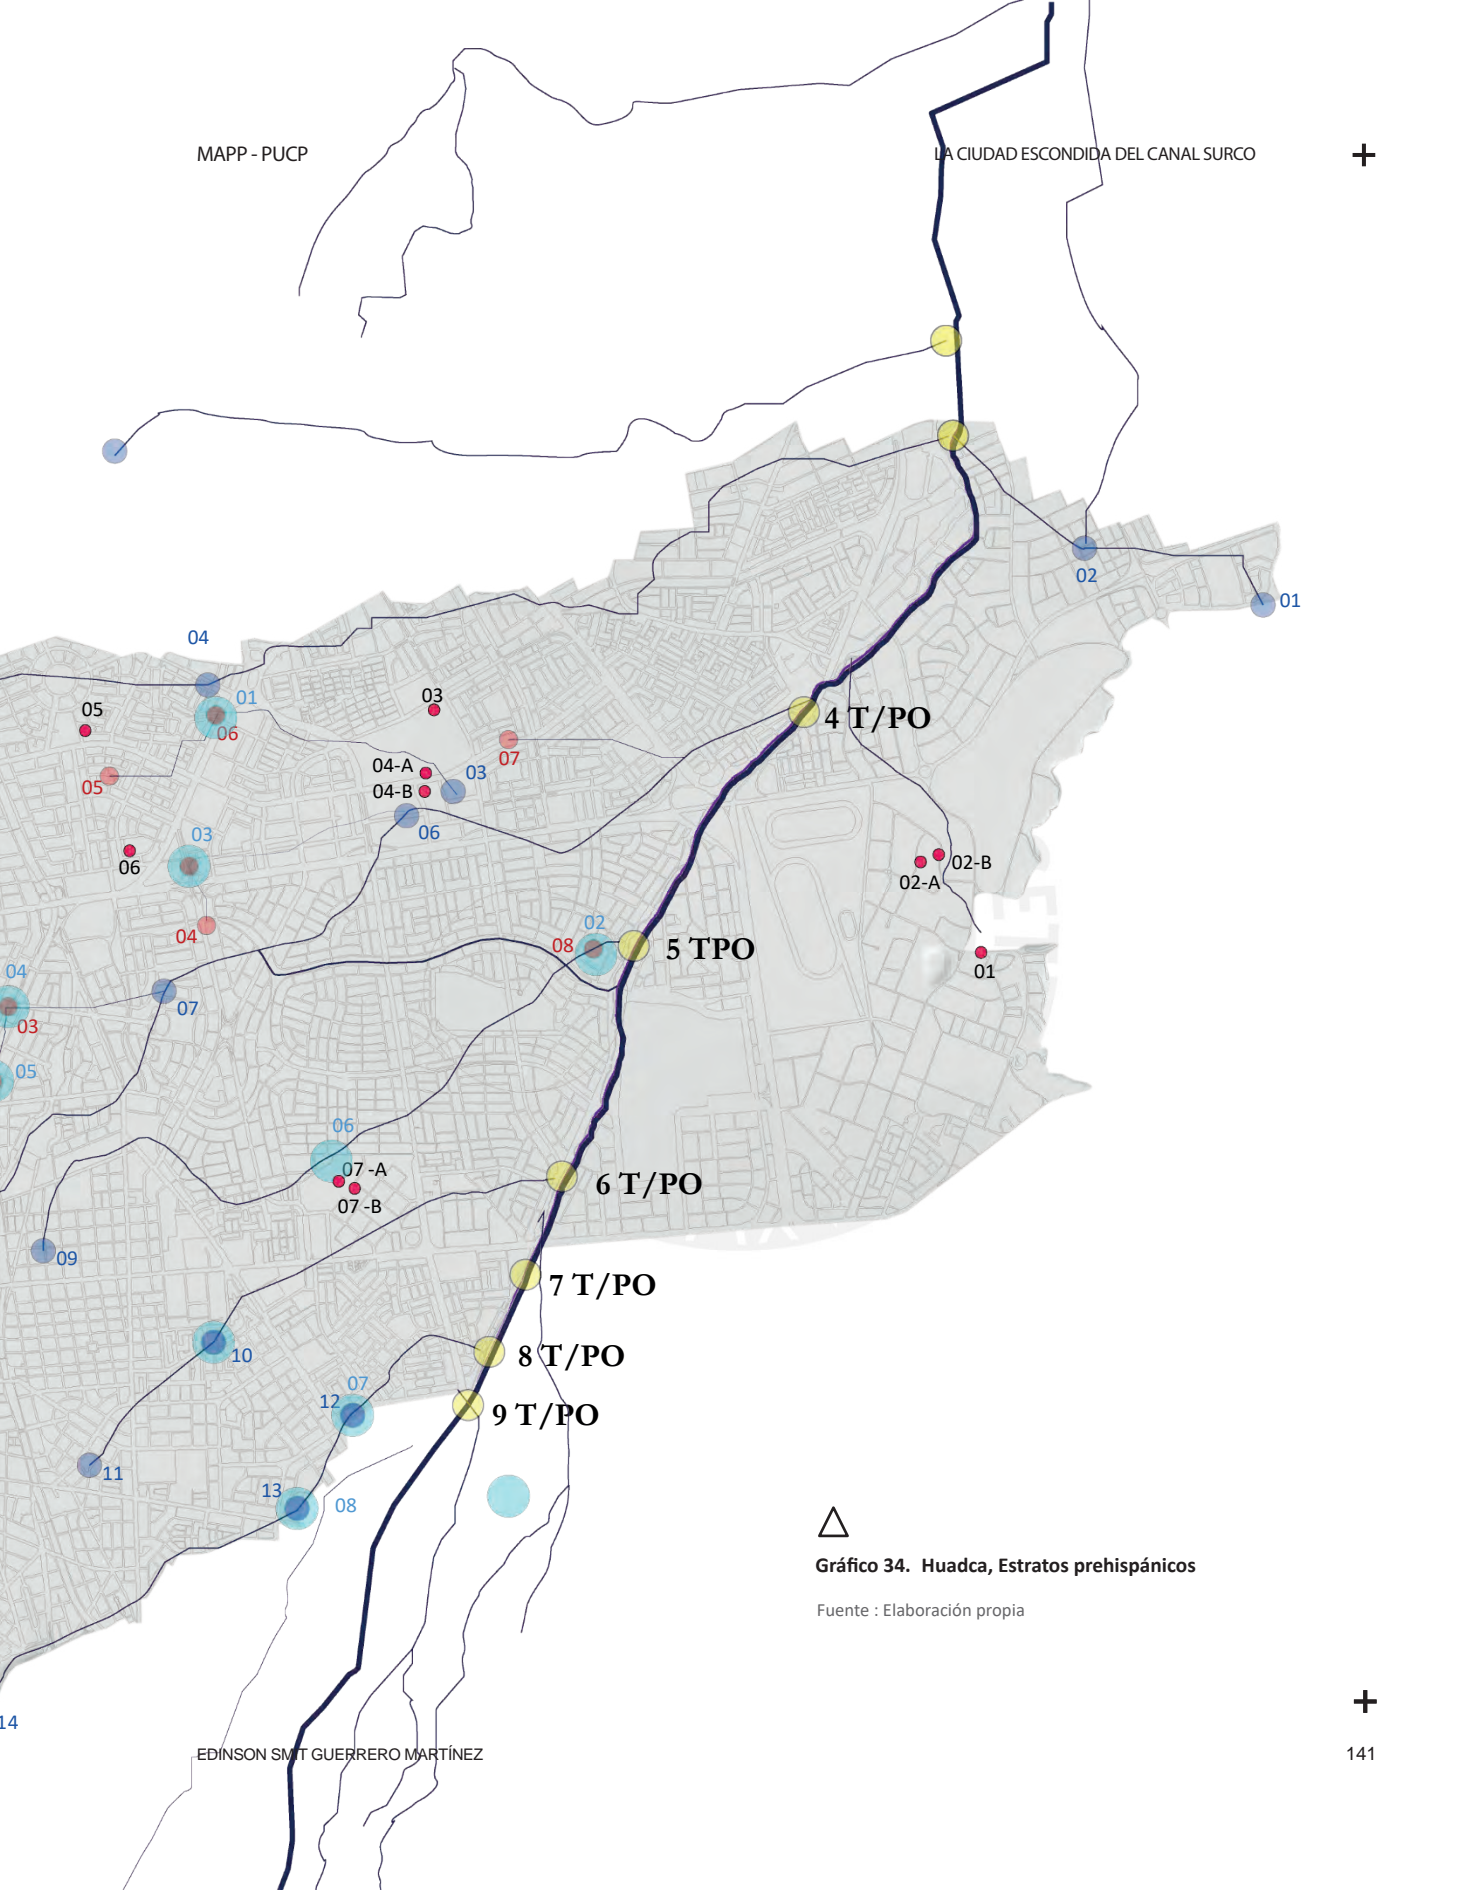 MAPP - PUCP
LA CIUDAD ESCONDIDA DEL CANAL SURCO
02
01
04
01
05
03
06
4 T/PO
07
04-A
03
05
04-B
06
03
06
02-B
02-A
02
04
08
5 TPO
04
01
07
03
05
06
07 -A
6 T/PO
07 -B
09
7 T/PO
10
8 T/PO
07
12
9 T/PO
11
13
08
Gráfico 34. Huadca, Estratos prehispánicos
Fuente : Elaboración propia
14
EDINSON SMIT GUERRERO MARTÍNEZ
141